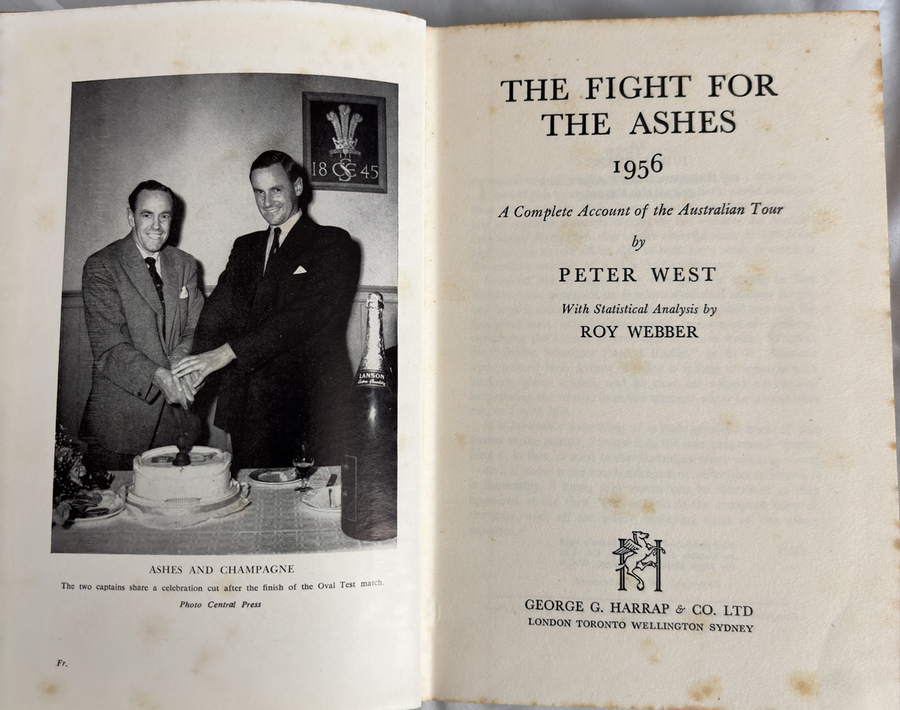 18 SCCC 45
LANSON
ASHES AND CHAMPAGNE
The two captains share a celebration cut after the finish of the Oval Test match.
Photo Central Press
Fr.
THE FIGHT FOR
THE ASHES
1956
A Complete Account of the Australian Tour
by
PETER WEST
With Statistical Analysis by
ROY WEBBER
GEORGE G. HARRAP & CO. LTD
LONDON TORONTO WELLINGTON SYDNEY